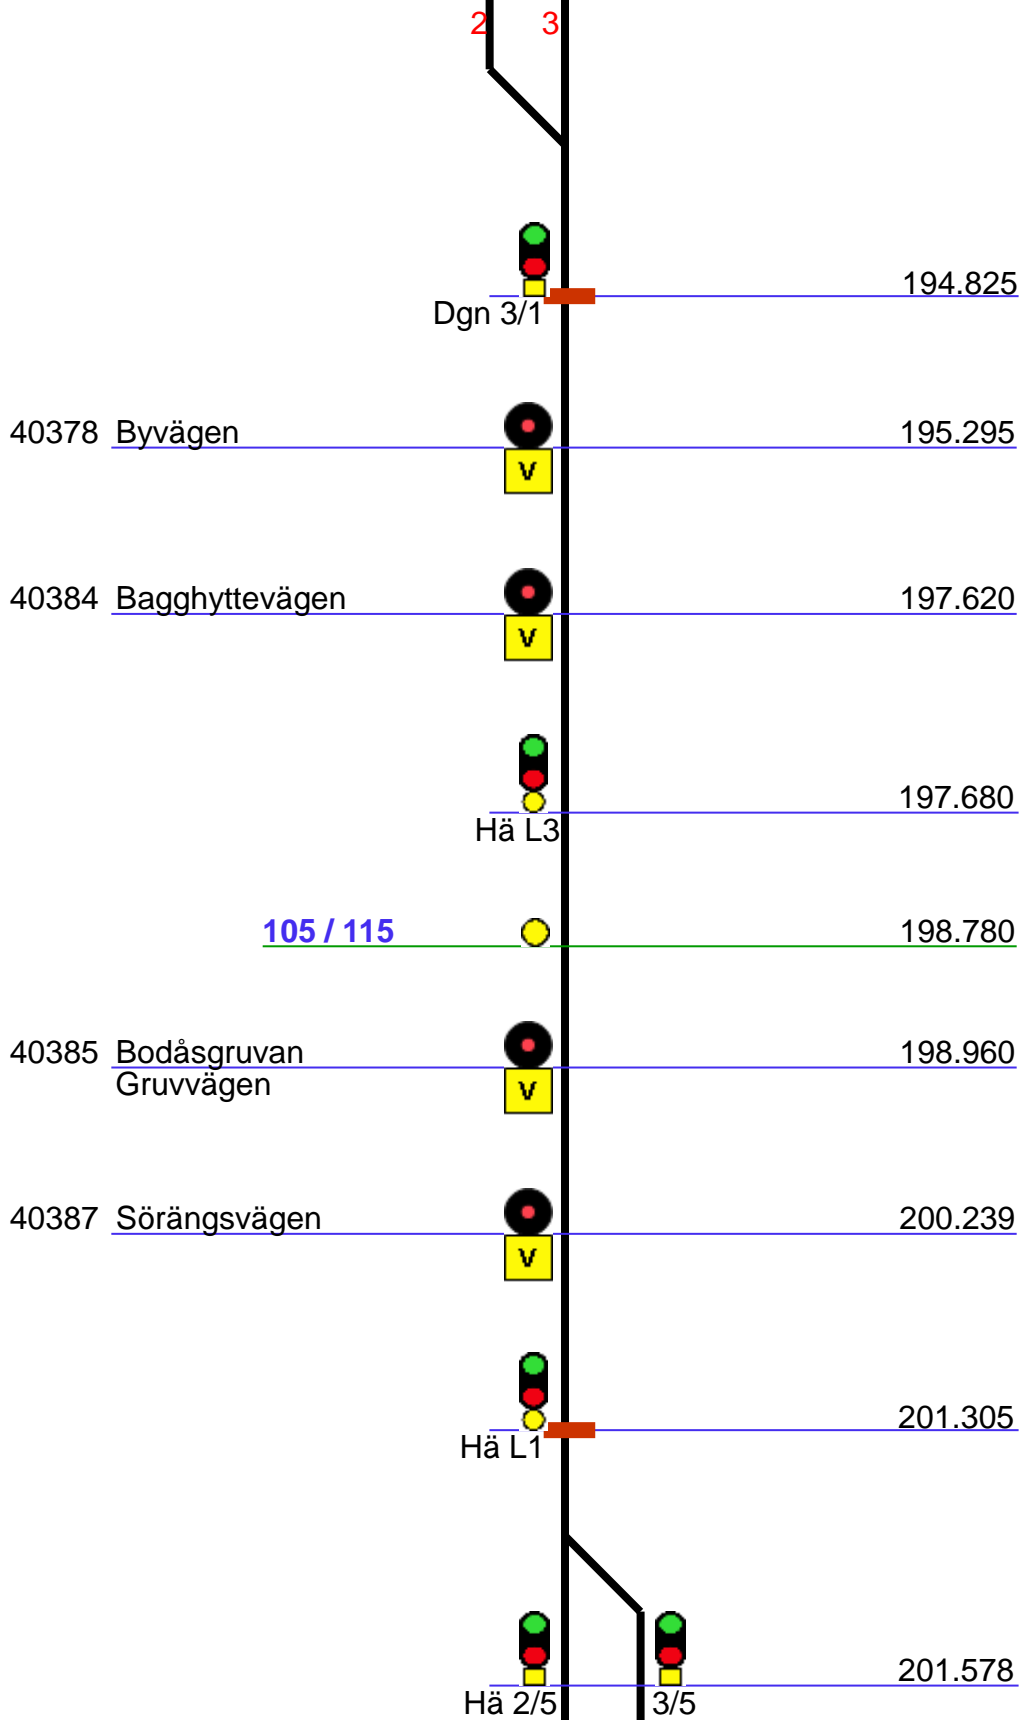 2 3
194.825
Dgn 3/1
40378 Byvägen 195.295
V
40384 Bagghyttevägen 197.620
V
197.680
Hä L3
105 / 115 198.780
40385 Bodåsgruvan 198.960
Gruvvägen
V
40387 Sörängsvägen 200.239
V
201.305
Hä L1
201.578
Hä 2/5 3/5